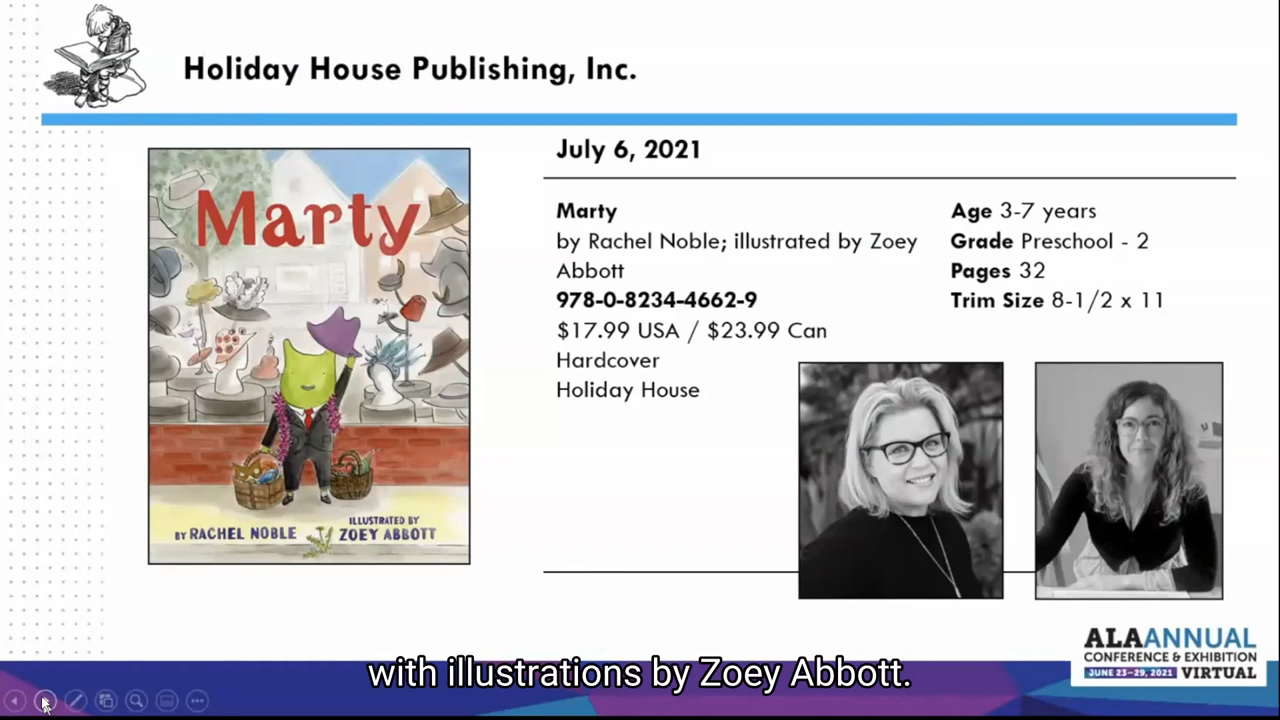 Holiday House Publishing, Inc.
July 6, 2021
Marty
by Rachel Noble; illustrated by Zoey
Abbott
978-0-8234-4662-9
$17.99 USA / $23.99 Can
Hardcover
Holiday House
Age 3-7 years
Grade Preschool - 2
Pages 32
Trim Size 8-1/2 x 11
Marty
BY RACHEL NOBLE
ILLUSTRATED BY
ZOEY ABBOTT
ALAANNUAL
CONFERENCE & EXHIBITION
JUNE 23–29, 2021 VIRTUAL
with illustrations by Zoey Abbott.